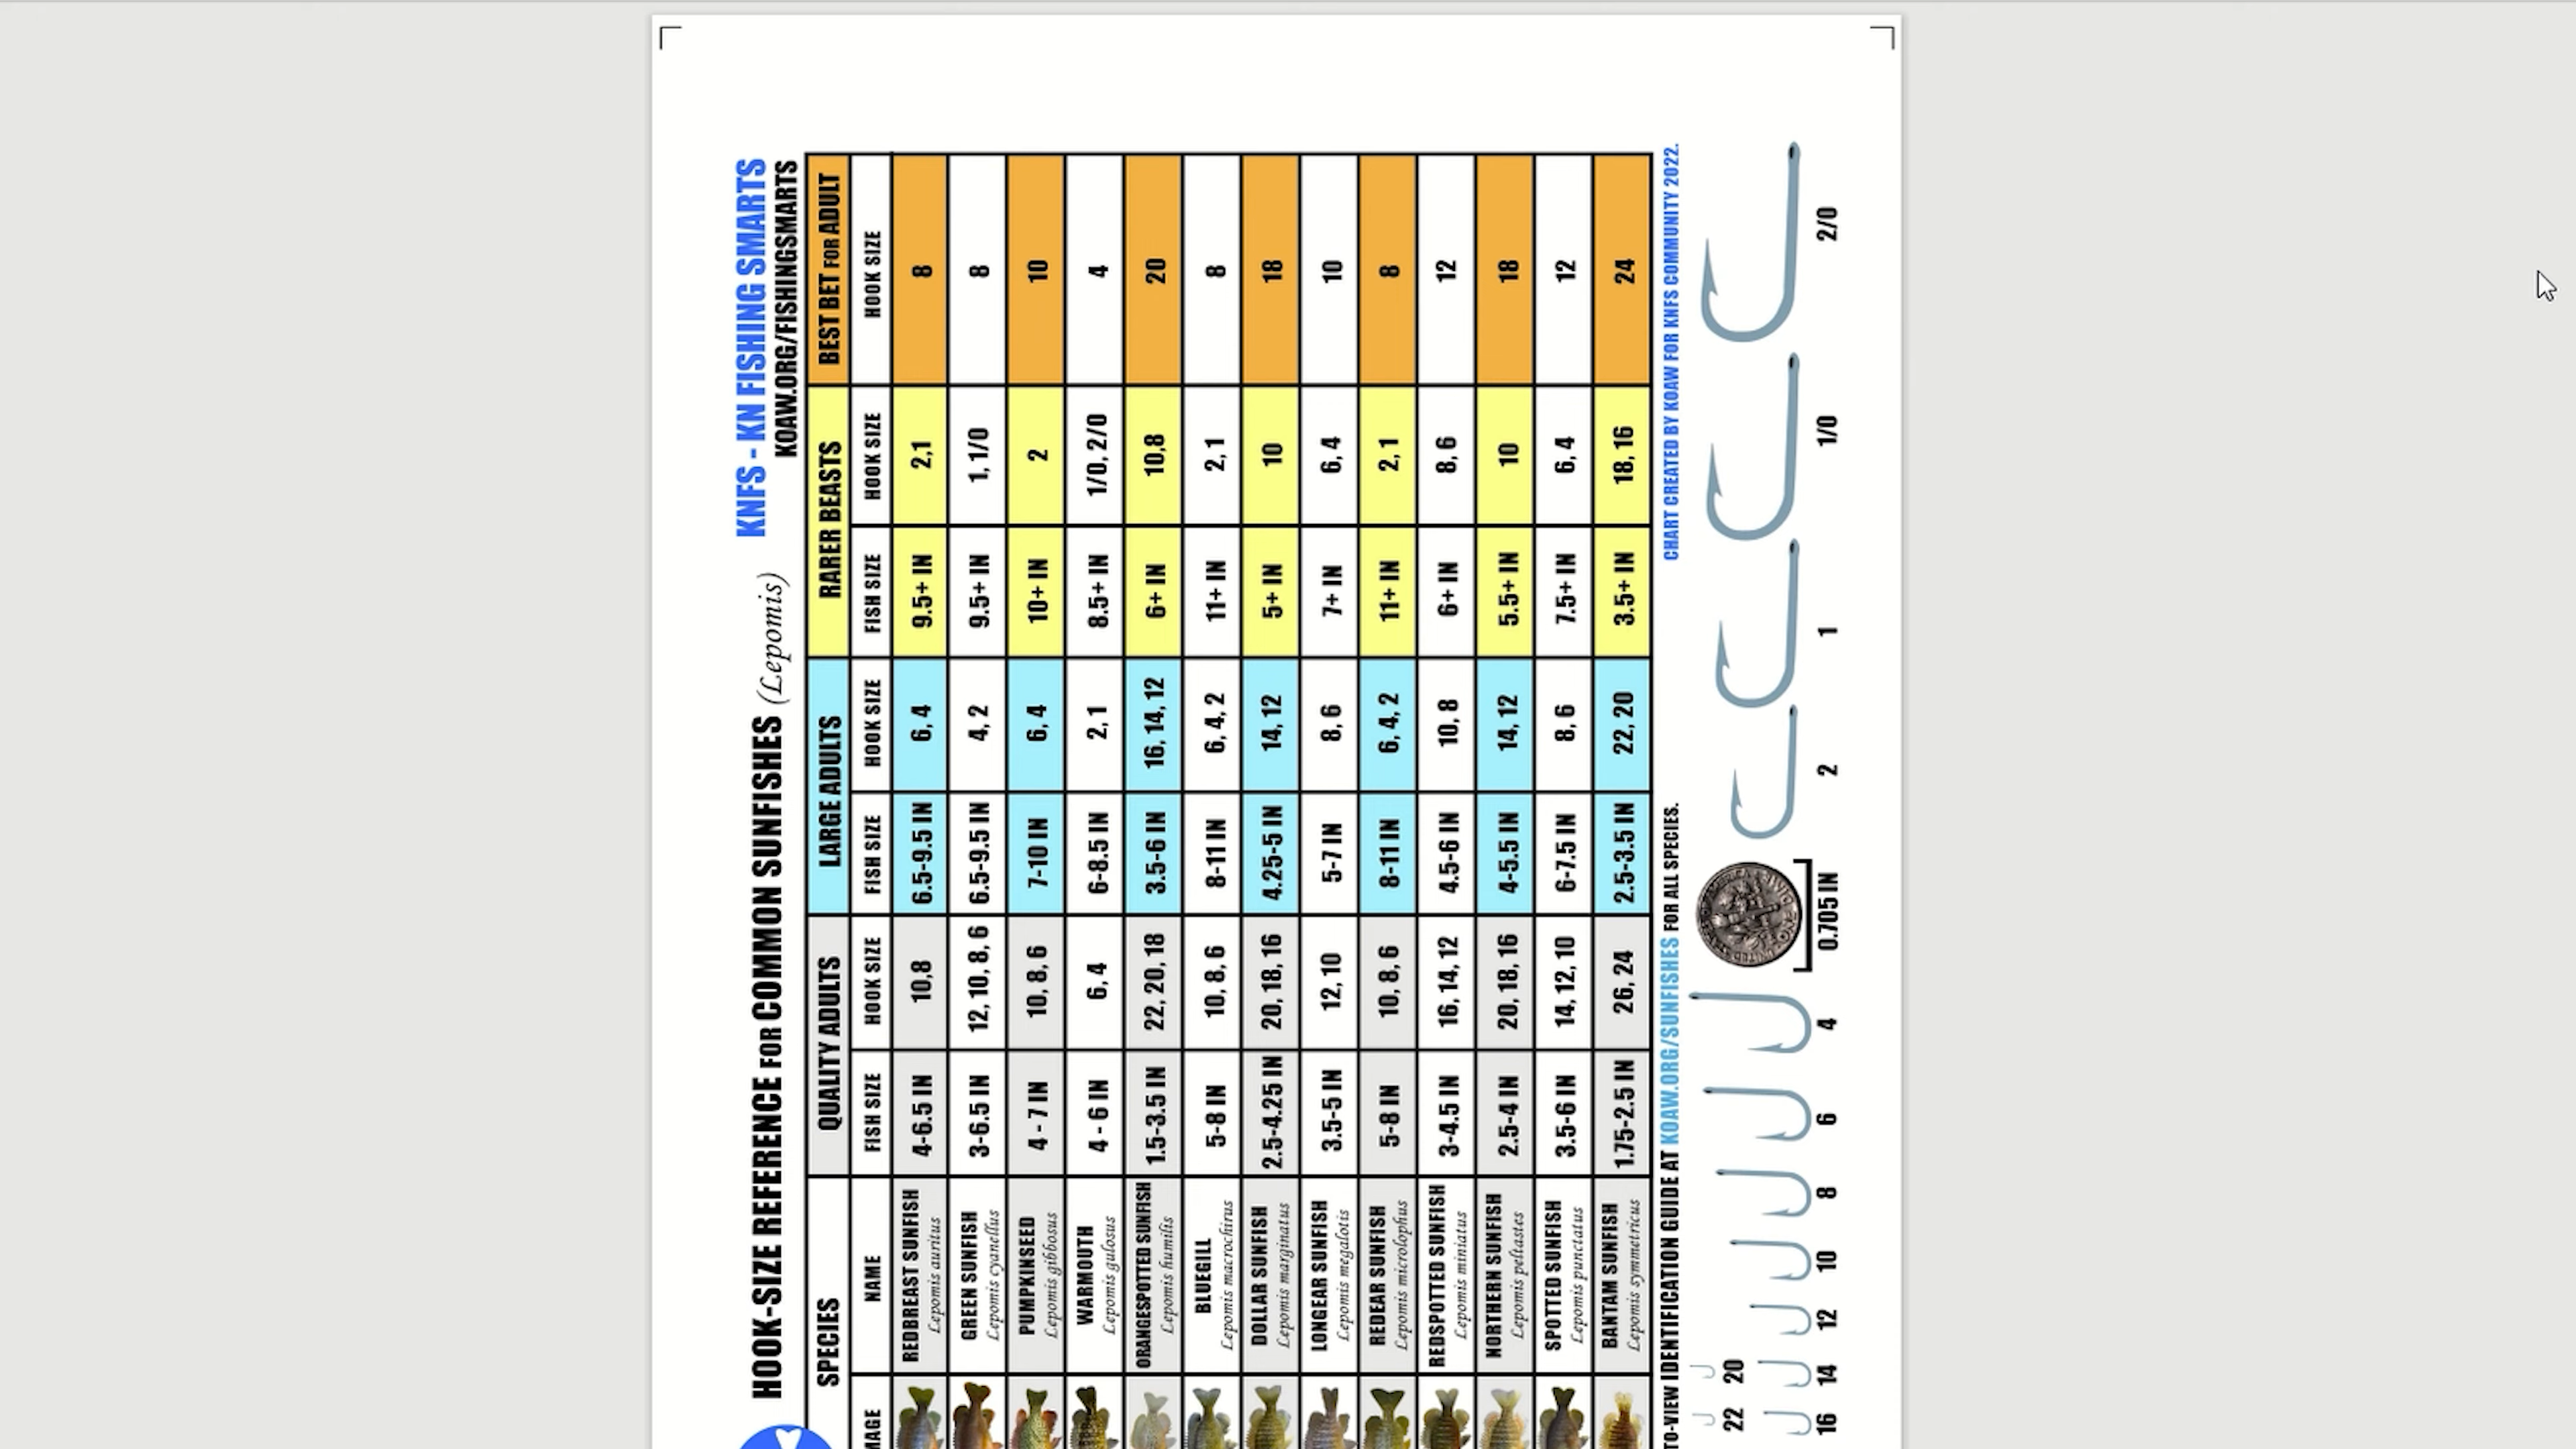 HOOK-SIZE REFERENCE FOR COMMON SUNFISHES (Lepomis)
KNFS - KN FISHING SMARTS
KOAW.ORG/FISHINGSMARTS
SPECIES QUALITY ADULTS LARGE ADULTS RARER BEASTS BEST BET FOR ADULT
NAME FISH SIZE HOOK SIZE FISH SIZE HOOK SIZE FISH SIZE HOOK SIZE HOOK SIZE
REDBREAST SUNFISH 4-6.5 IN 10,8 6.5-9.5 IN 6, 4 9.5+ IN 2,1 8
Lepomis auritus
GREEN SUNFISH 3-6.5 IN 12, 10, 8, 6 6.5-9.5 IN 4, 2 9.5+ IN 1, 1/0 8
Lepomis cyanellus
PUMPKINSEED 4 - 7 IN 10, 8, 6 7-10 IN 6, 4 10+ IN 2 10
Lepomis gibbosus
WARMOUTH 4 - 6 IN 6, 4 6-8.5 IN 2, 1 8.5+ IN 1/0, 2/0 4
Lepomis gulosus
ORANGESPOTTED SUNFISH 1.5-3.5 IN 22, 20, 18 3.5-6 IN 16, 14, 12 6+ IN 10,8 20
Lepomis humilis
BLUEGILL 5-8 IN 10, 8, 6 8-11 IN 6, 4, 2 11+ IN 2, 1 8
Lepomis macrochirus
DOLLAR SUNFISH 2.5-4.25 IN 20, 18, 16 4.25-5 IN 14, 12 5+ IN 10 18
Lepomis marginatus
LONGEAR SUNFISH 3.5-5 IN 12, 10 5-7 IN 8, 6 7+ IN 6, 4 10
Lepomis megalotis
REDEAR SUNFISH 5-8 IN 10, 8, 6 8-11 IN 6, 4, 2 11+ IN 2, 1 8
Lepomis microlophus
REDSPOTTED SUNFISH 3-4.5 IN 16, 14, 12 4.5-6 IN 10, 8 6+ IN 8, 6 12
Lepomis miniatus
NORTHERN SUNFISH 2.5-4 IN 20, 18, 16 4-5.5 IN 14, 12 5.5+ IN 10 18
Lepomis peltastes
SPOTTED SUNFISH 3.5-6 IN 14, 12, 10 6-7.5 IN 8, 6 7.5+ IN 6, 4 12
Lepomis punctatus
BANTAM SUNFISH 1.75-2.5 IN 26, 24 2.5-3.5 IN 22, 20 3.5+ IN 18, 16 24
Lepomis symmetricus
TO-VIEW IDENTIFICATION GUIDE AT KOAW.ORG/SUNFISHES FOR ALL SPECIES. CHART CREATED BY KOAW FOR KNFS COMMUNITY 2022.
22 20
16 14 12 10 8 6 4 0.705 IN 2 1 1/0 2/0